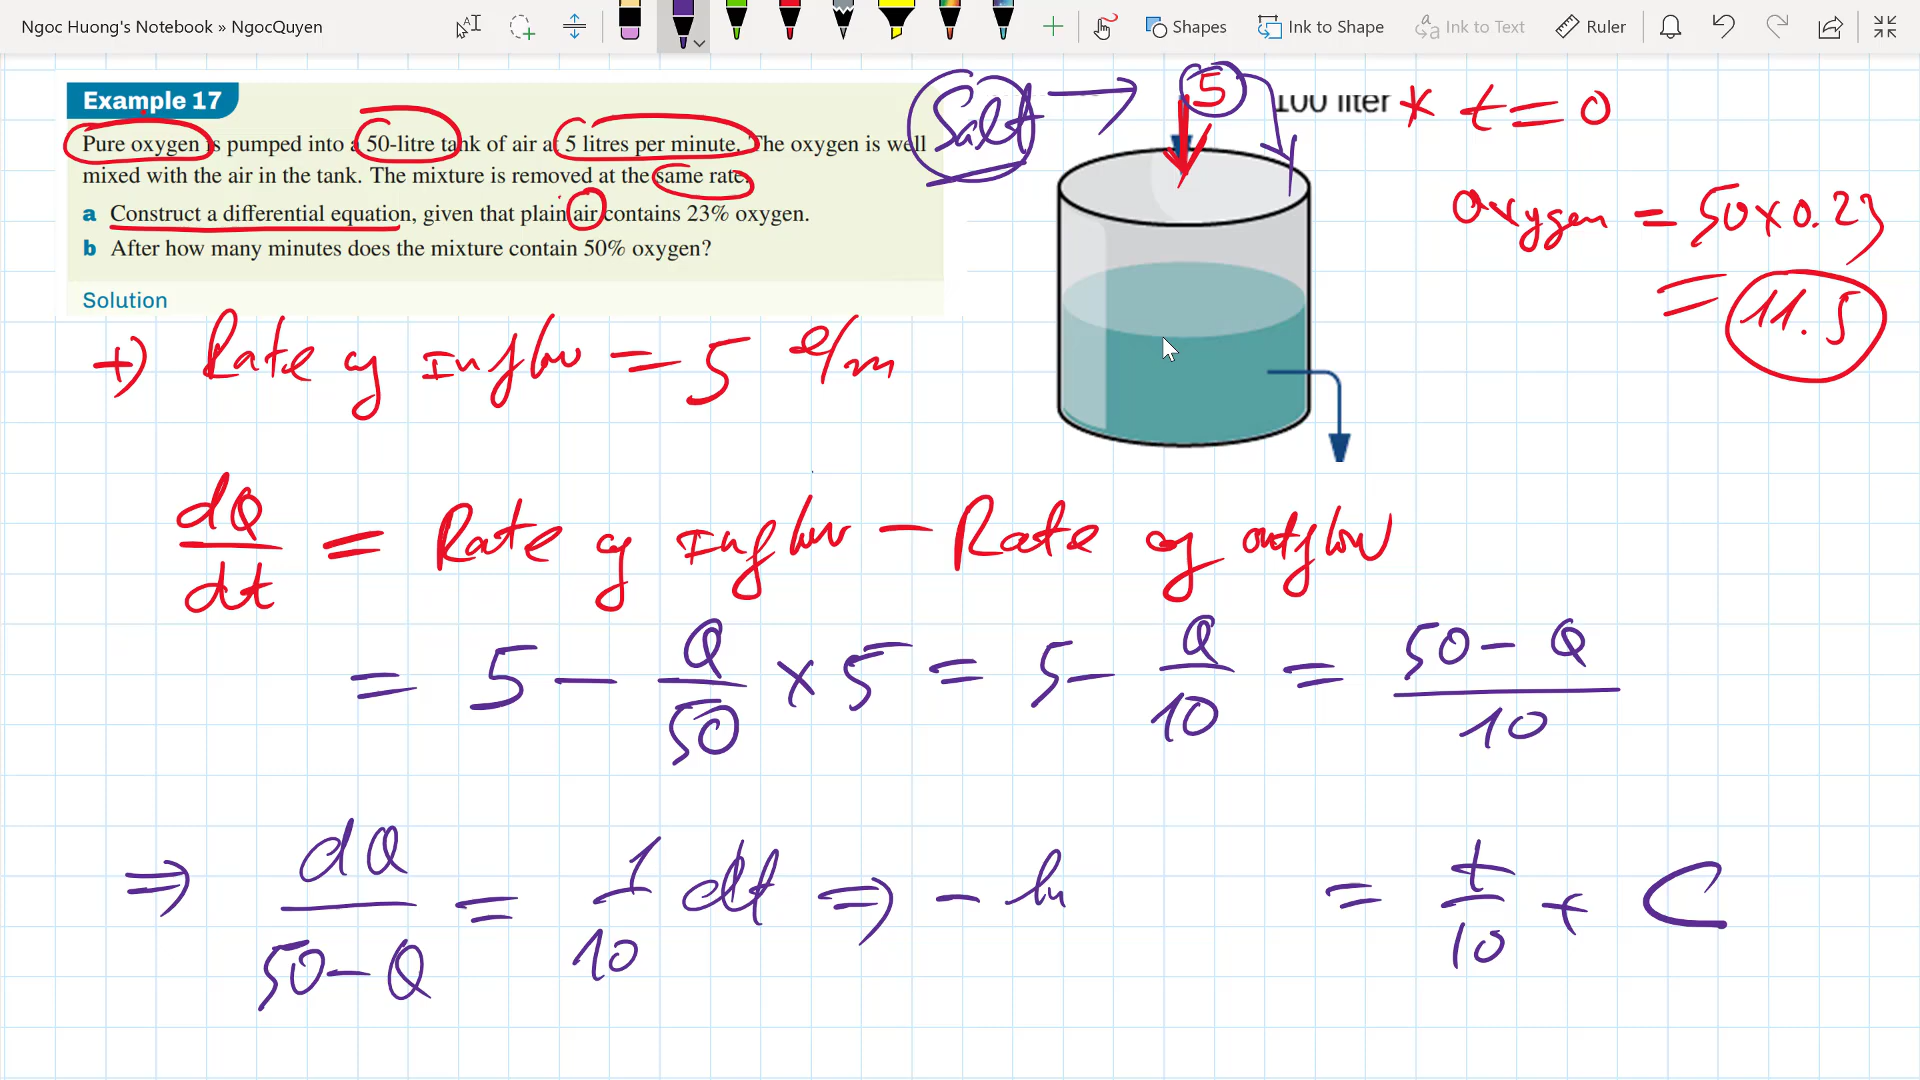 Ngoc Huong's Notebook » NgocQuyen
Shapes
Ink to Shape
Ink to Text
Ruler
Example 17
Pure oxygen is pumped into a 50-litre tank of air at 5 litres per minute. The oxygen is well
mixed with the air in the tank. The mixture is removed at the same rate.
a Construct a differential equation, given that plain air contains 23% oxygen.
b After how many minutes does the mixture contain 50% oxygen?
Solution
Salt → 5
100 liter * t = 0
oxygen = 50 × 0.23
= 11.5
+) Rate of Inflow = 5 l/m
dQ/dt = Rate of Inflow − Rate of outflow
= 5 − Q/50 × 5 = 5 − Q/10 = 50 − Q/10
⇒ dQ/50 − Q = 1/10 dt ⇒ − ln = t/10 + C